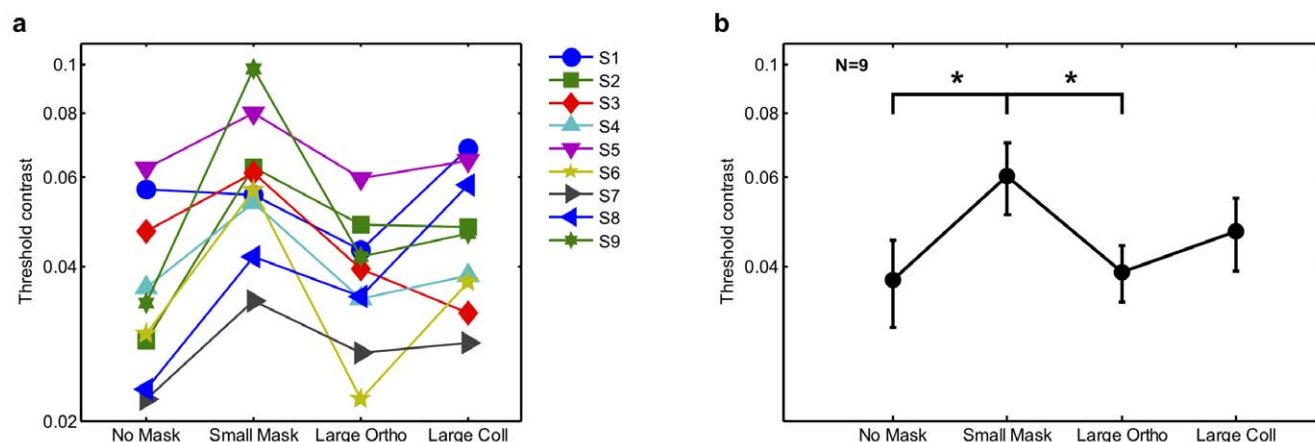 a
Threshold contrast
0.1
0.08
0.06
0.04
0.02
No Mask Small Mask Large Ortho Large Coll
S1
S2
S3
S4
S5
S6
S7
S8
S9
b
Threshold contrast
0.1
0.08
0.06
0.04
N=9
* *
No Mask Small Mask Large Ortho Large Coll